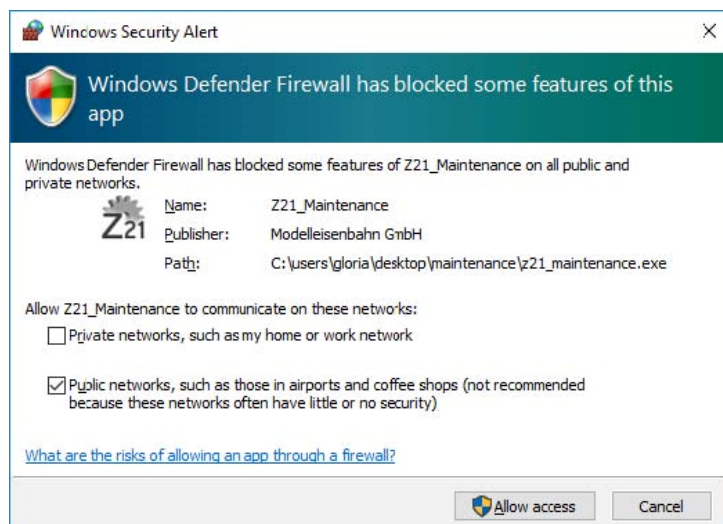 Windows Security Alert
Windows Defender Firewall has blocked some features of this
app
Windows Defender Firewall has blocked some features of Z21_Maintenance on all public and
private networks.
Z21
Name: Z21_Maintenance
Publisher: Modelleisenbahn GmbH
Path: C:\users\gloria\desktop\maintenance\z21_maintenance.exe
Allow Z21_Maintenance to communicate on these networks:
Private networks, such as my home or work network
Public networks, such as those in airports and coffee shops (not recommended
because these networks often have little or no security)
What are the risks of allowing an app through a firewall?
Allow access Cancel